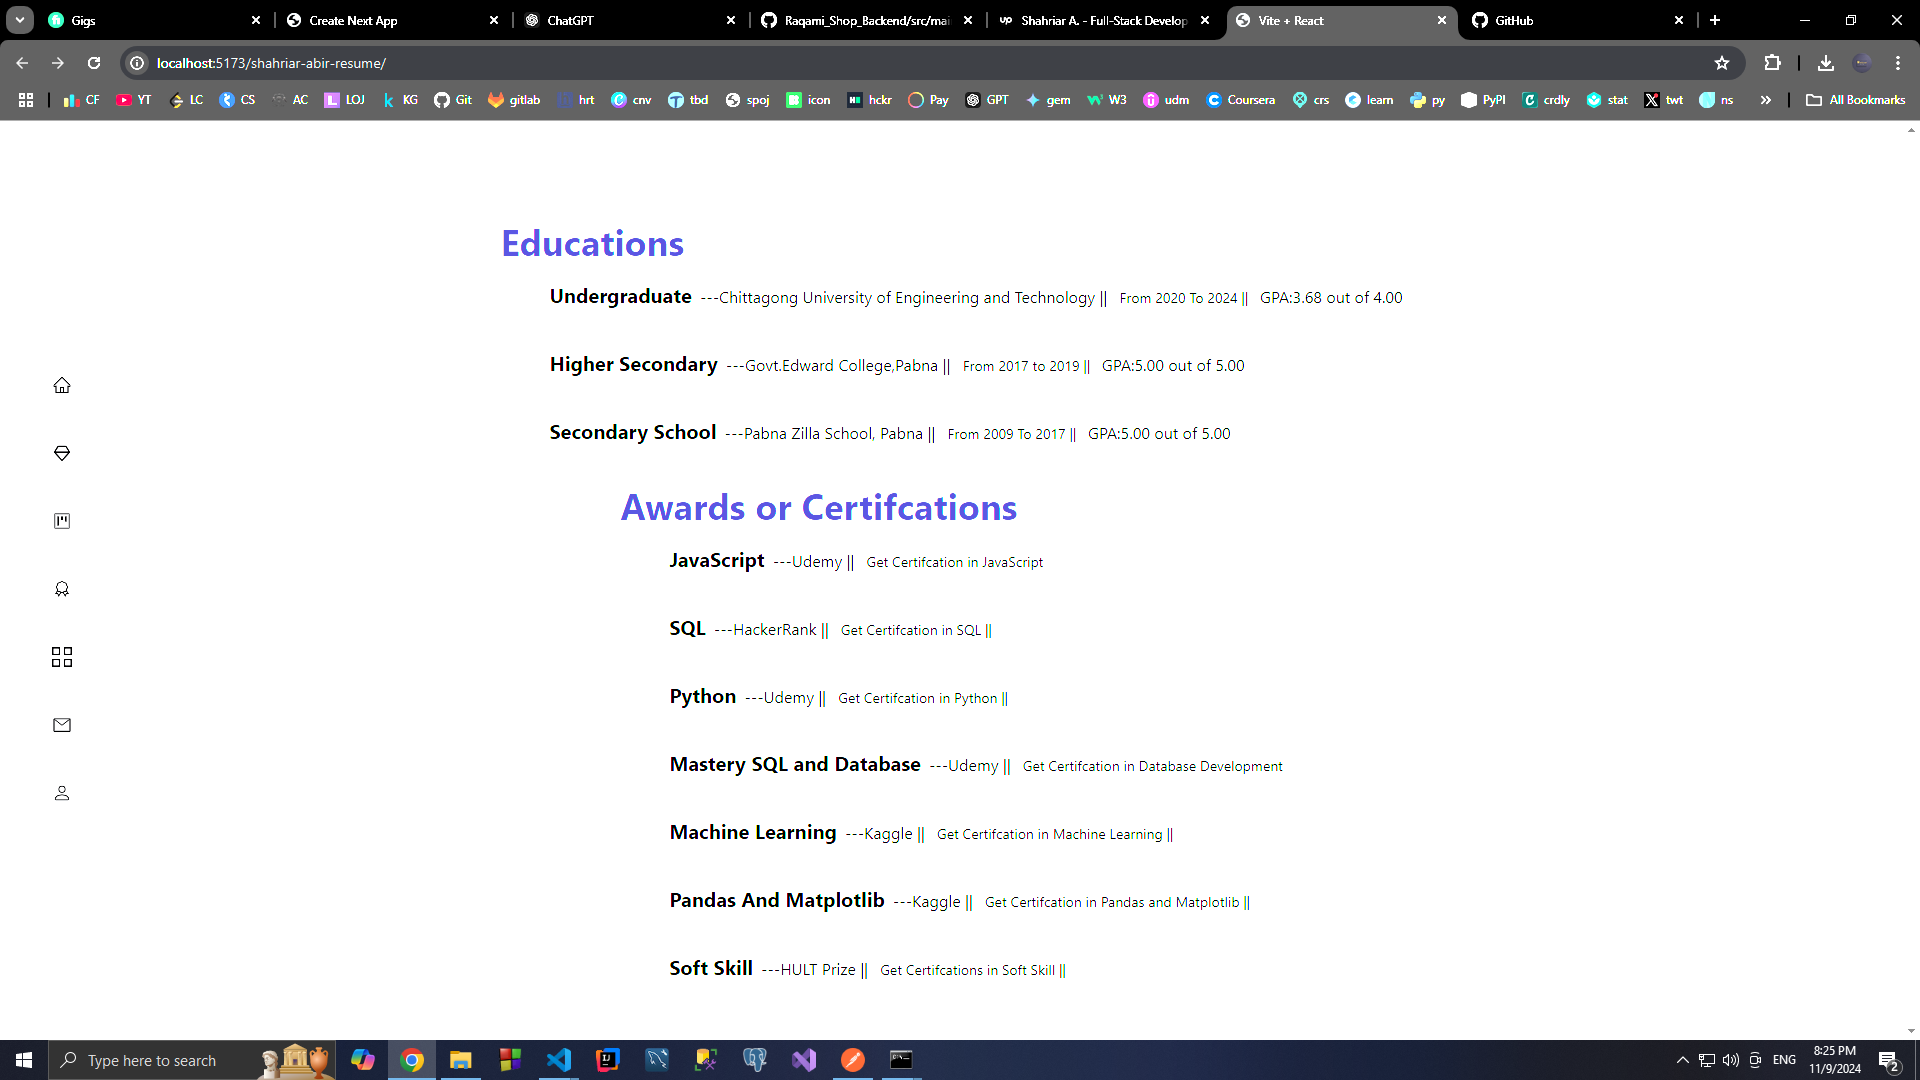 Gigs
Create Next App
ChatGPT
Raqami_Shop_Backend/src/mai
up Shahriar A. - Full-Stack Develop
Vite + React
GitHub
localhost:5173/shahriar-abir-resume/
CF YT LC CS AC LOJ KG Git gitlab hrt cnv tbd spoj icon hckr Pay GPT gem W3 udm Coursera crs learn py PyPI crdly stat twt ns » All Bookmarks
Educations
Undergraduate ---Chittagong University of Engineering and Technology || From 2020 To 2024 || GPA:3.68 out of 4.00
Higher Secondary ---Govt.Edward College,Pabna || From 2017 to 2019 || GPA:5.00 out of 5.00
Secondary School ---Pabna Zilla School, Pabna || From 2009 To 2017 || GPA:5.00 out of 5.00
Awards or Certifcations
JavaScript ---Udemy || Get Certifcation in JavaScript
SQL ---HackerRank || Get Certifcation in SQL ||
Python ---Udemy || Get Certifcation in Python ||
Mastery SQL and Database ---Udemy || Get Certifcation in Database Development
Machine Learning ---Kaggle || Get Certifcation in Machine Learning ||
Pandas And Matplotlib ---Kaggle || Get Certifcation in Pandas and Matplotlib ||
Soft Skill ---HULT Prize || Get Certifcations in Soft Skill ||
Type here to search
ENG
8:25 PM
11/9/2024
2